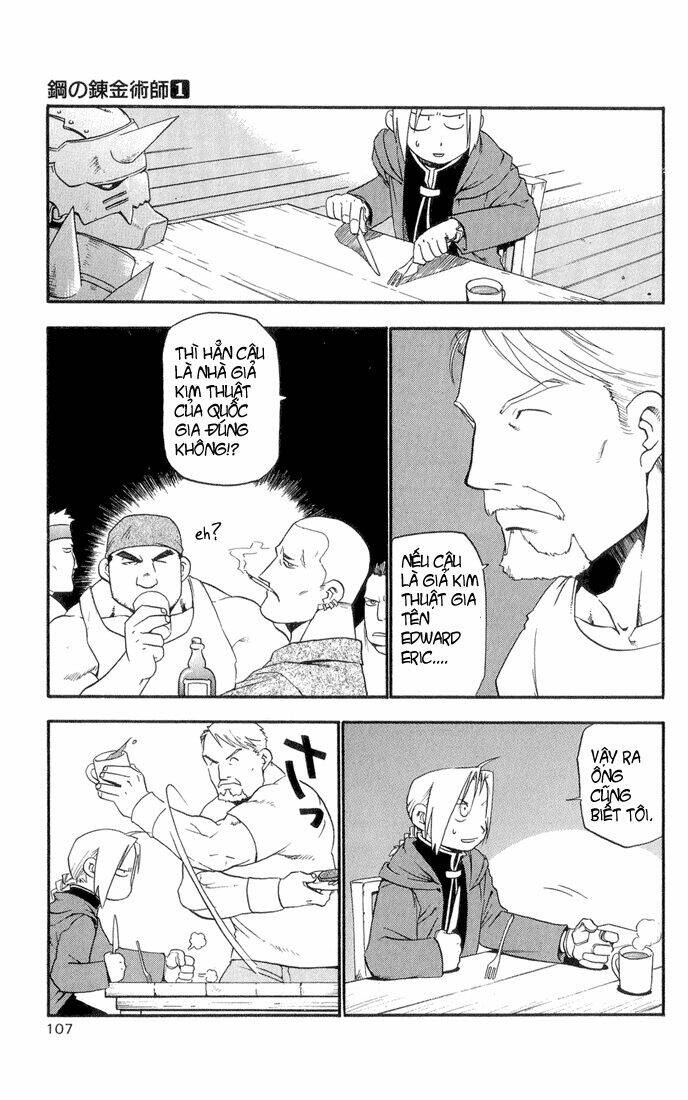 鋼の錬金術師1
NẾU CẬU
LÀ GIẢ KIM
THUẬT GIA
TÊN
EDWARD
ERIC....
THÌ HẲN CẬU
LÀ NHÀ GIẢ
KIM THUẬT
CỦA QUỐC
GIA ĐÚNG
KHÔNG!?
eh?
VẬY RA
ÔNG
CŨNG
BIẾT TÔI.
107